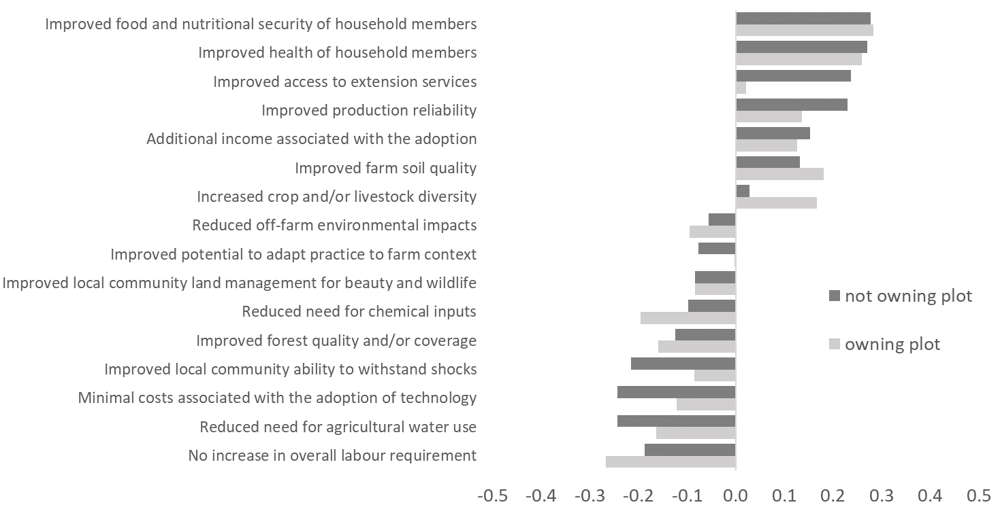 Improved food and nutritional security of household members
Improved health of household members
Improved access to extension services
Improved production reliability
Additional income associated with the adoption
Improved farm soil quality
Increased crop and/or livestock diversity
Reduced off-farm environmental impacts
Improved potential to adapt practice to farm context
Improved local community land management for beauty and wildlife
Reduced need for chemical inputs
Improved forest quality and/or coverage
Improved local community ability to withstand shocks
Minimal costs associated with the adoption of technology
Reduced need for agricultural water use
No increase in overall labour requirement
not owning plot
owning plot
-0.5 -0.4 -0.3 -0.2 -0.1 0.0 0.1 0.2 0.3 0.4 0.5